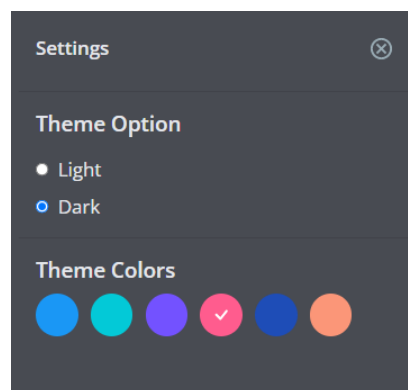 Settings
Theme Option
Light
Dark
Theme Colors